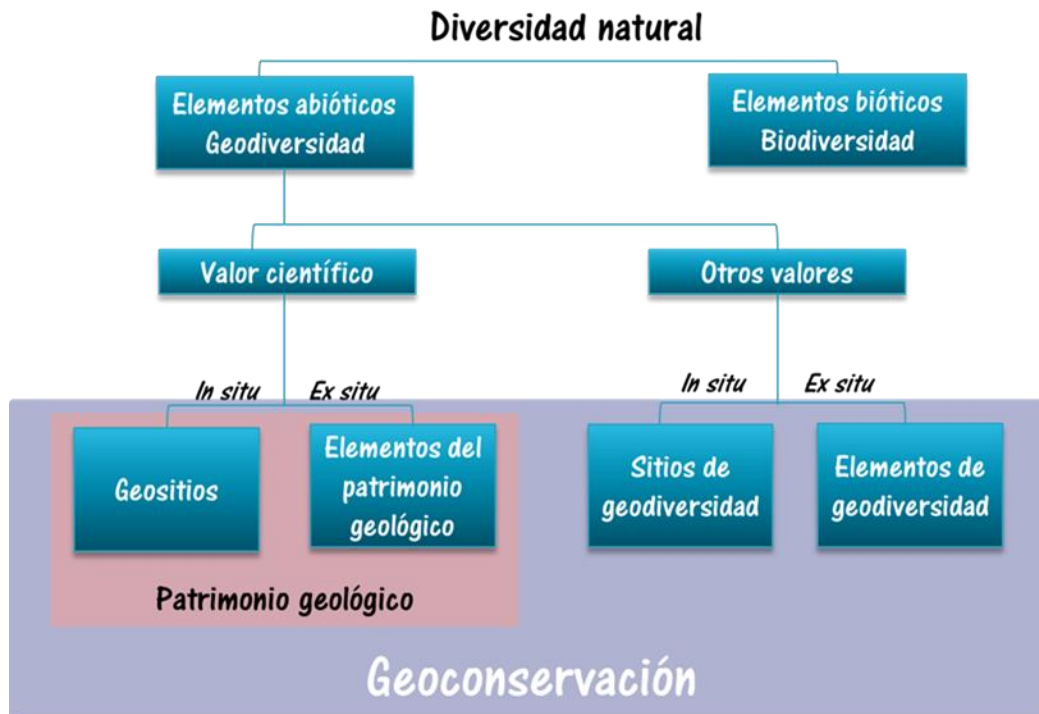 Diversidad natural
Elementos abióticos
Geodiversidad
Elementos bióticos
Biodiversidad
Valor científico
Otros valores
In situ
Ex situ
In situ
Ex situ
Geositios
Elementos del
patrimonio
geológico
Sitios de
geodiversidad
Elementos de
geodiversidad
Patrimonio geológico
Geoconservación